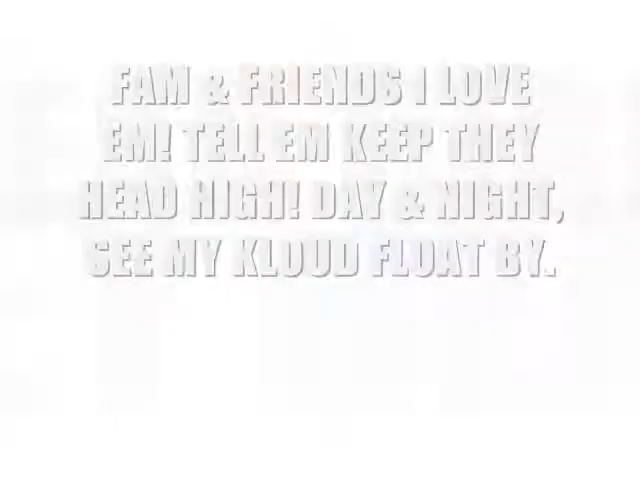 FAM & FRIENDS I LOVE
EM! TELL EM KEEP THEY
HEAD HIGH! DAY & NIGHT,
SEE MY KLOUD FLOAT BY.